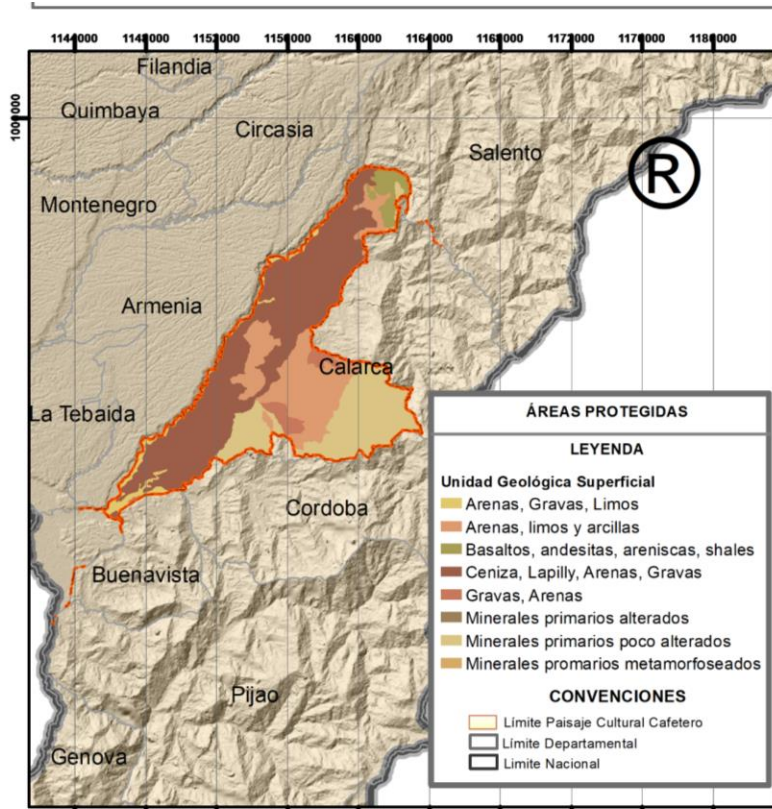 1144000 1148000 1152000 1156000 1160000 1164000 1168000 1172000 1176000 1180000
1000000
Filandia
Quimbaya
Circasia
Salento
R
Montenegro
Armenia
Calarca
La Tebaida
Cordoba
Buenavista
Pijao
Genova
ÁREAS PROTEGIDAS
LEYENDA
Unidad Geológica Superficial
Arenas, Gravas, Limos
Arenas, limos y arcillas
Basaltos, andesitas, areniscas, shales
Ceniza, Lapilly, Arenas, Gravas
Gravas, Arenas
Minerales primarios alterados
Minerales primarios poco alterados
Minerales promarios metamorfoseados
CONVENCIONES
Límite Paisaje Cultural Cafetero
Límite Departamental
Limite Nacional